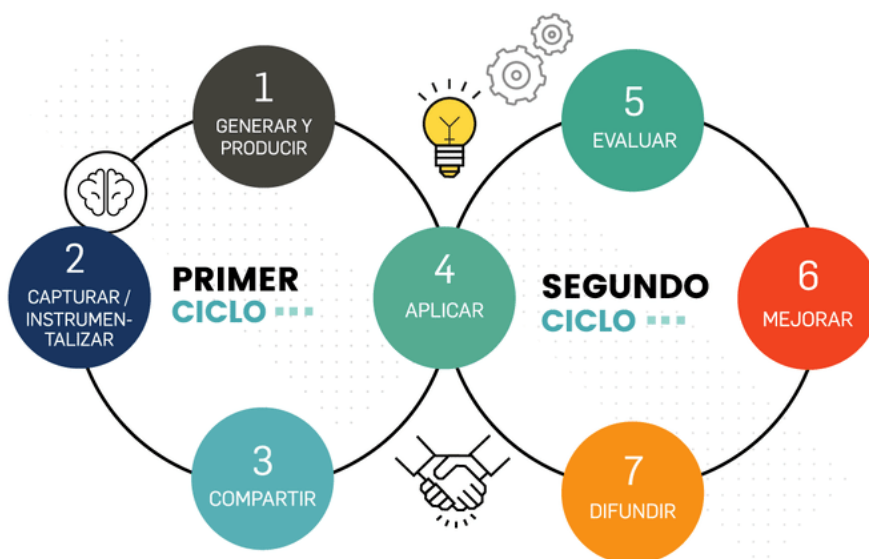 1
GENERAR Y
PRODUCIR
2
CAPTURAR /
INSTRUMEN-
TALIZAR
PRIMER
CICLO
3
COMPARTIR
4
APLICAR
5
EVALUAR
SEGUNDO
CICLO
6
MEJORAR
7
DIFUNDIR